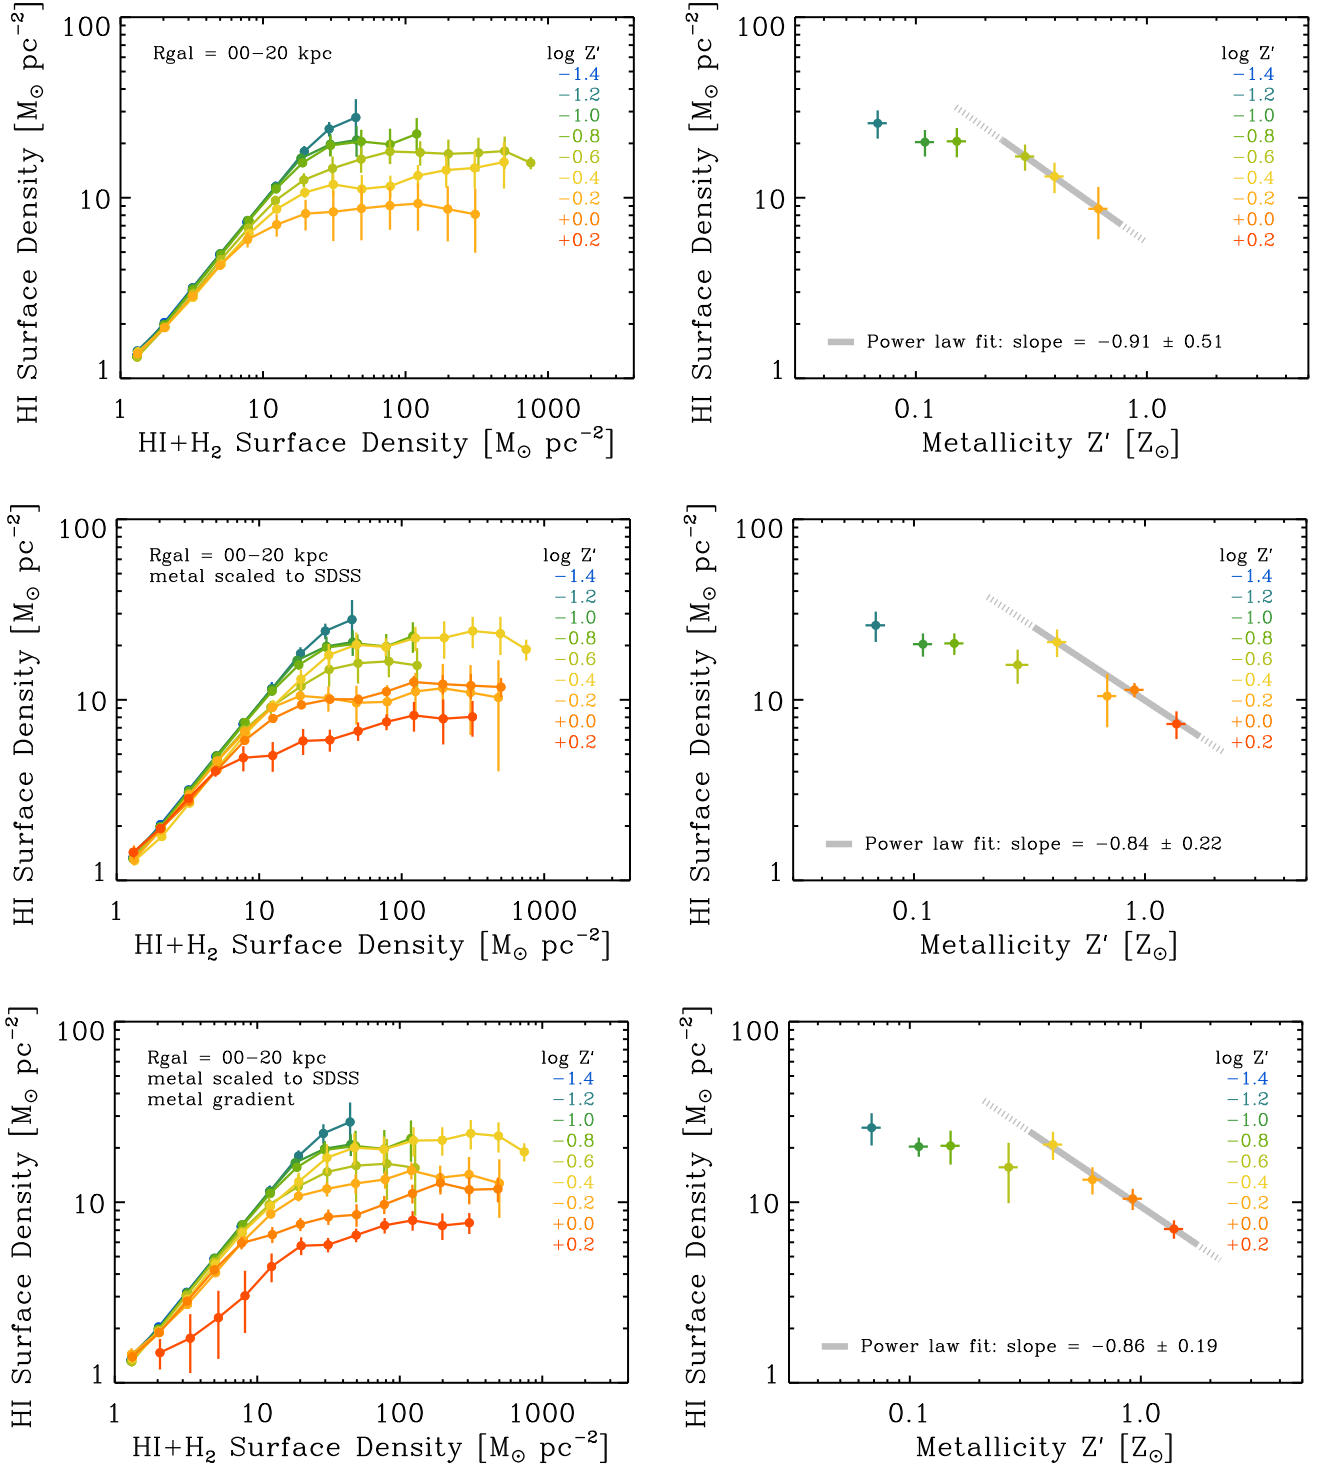 HI Surface Density [M⊙ pc−2]
100
10
1
Rgal = 00−20 kpc
log Z′
−1.4
−1.2
−1.0
−0.8
−0.6
−0.4
−0.2
+0.0
+0.2
1 10 100 1000
HI+H2 Surface Density [M⊙ pc−2]
HI Surface Density [M⊙ pc−2]
100
10
1
log Z′
−1.4
−1.2
−1.0
−0.8
−0.6
−0.4
−0.2
+0.0
+0.2
Power law fit: slope = −0.91 ± 0.51
0.1 1.0
Metallicity Z′ [Z⊙]
HI Surface Density [M⊙ pc−2]
100
10
1
Rgal = 00−20 kpc
metal scaled to SDSS
log Z′
−1.4
−1.2
−1.0
−0.8
−0.6
−0.4
−0.2
+0.0
+0.2
1 10 100 1000
HI+H2 Surface Density [M⊙ pc−2]
HI Surface Density [M⊙ pc−2]
100
10
1
log Z′
−1.4
−1.2
−1.0
−0.8
−0.6
−0.4
−0.2
+0.0
+0.2
Power law fit: slope = −0.84 ± 0.22
0.1 1.0
Metallicity Z′ [Z⊙]
HI Surface Density [M⊙ pc−2]
100
10
1
Rgal = 00−20 kpc
metal scaled to SDSS
metal gradient
log Z′
−1.4
−1.2
−1.0
−0.8
−0.6
−0.4
−0.2
+0.0
+0.2
1 10 100 1000
HI+H2 Surface Density [M⊙ pc−2]
HI Surface Density [M⊙ pc−2]
100
10
1
log Z′
−1.4
−1.2
−1.0
−0.8
−0.6
−0.4
−0.2
+0.0
+0.2
Power law fit: slope = −0.86 ± 0.19
0.1 1.0
Metallicity Z′ [Z⊙]